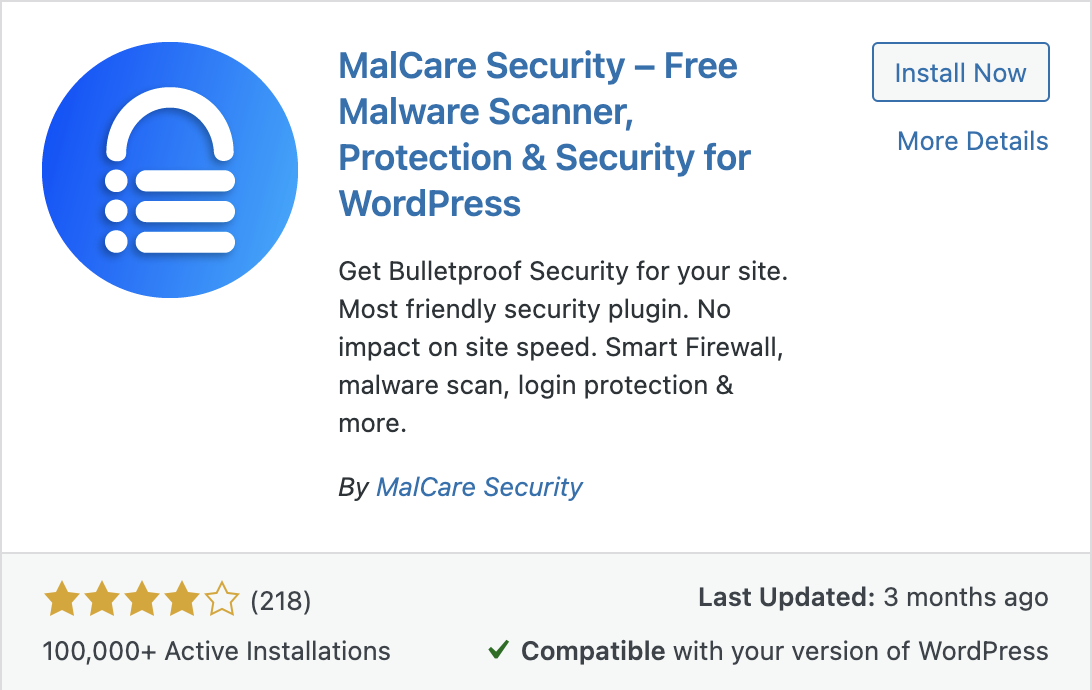 MalCare Security – Free
Malware Scanner,
Protection & Security for
WordPress
Install Now
More Details
Get Bulletproof Security for your site.
Most friendly security plugin. No
impact on site speed. Smart Firewall,
malware scan, login protection &
more.
By MalCare Security
(218)
100,000+ Active Installations
Last Updated: 3 months ago
✔ Compatible with your version of WordPress